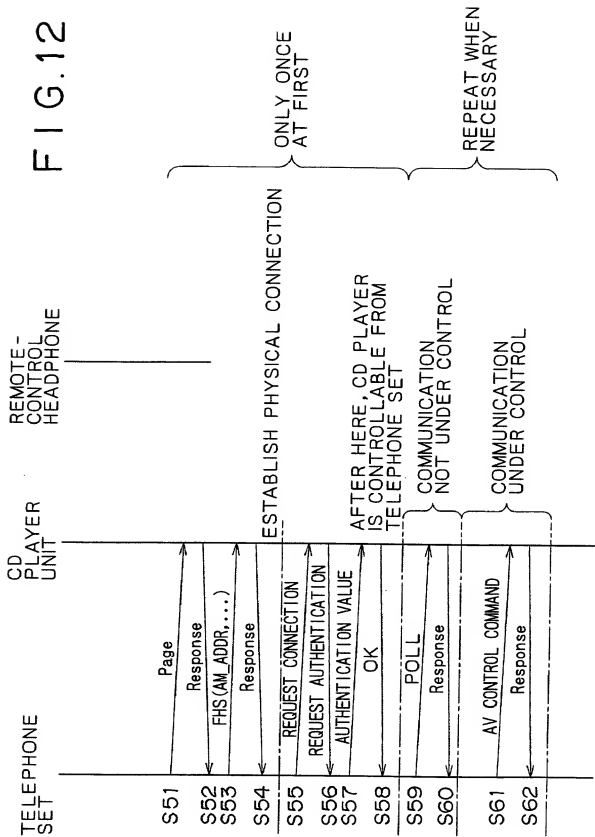 FIG.12
TELEPHONE
SET
CD
PLAYER
UNIT
REMOTE-
CONTROL
HEADPHONE
S51
Page
S52
Response
S53
FHS(AM_ADDR,...)
S54
Response
ESTABLISH PHYSICAL CONNECTION
S55
REQUEST CONNECTION
S56
REQUEST AUTHENTICATION
S57
AUTHENTICATION VALUE
S58
OK
AFTER HERE, CD PLAYER
IS CONTROLLABLE FROM
TELEPHONE SET
ONLY ONCE
AT FIRST
S59
POLL
S60
Response
COMMUNICATION
NOT UNDER CONTROL
S61
AV CONTROL COMMAND
S62
Response
COMMUNICATION
UNDER CONTROL
REPEAT WHEN
NECESSARY